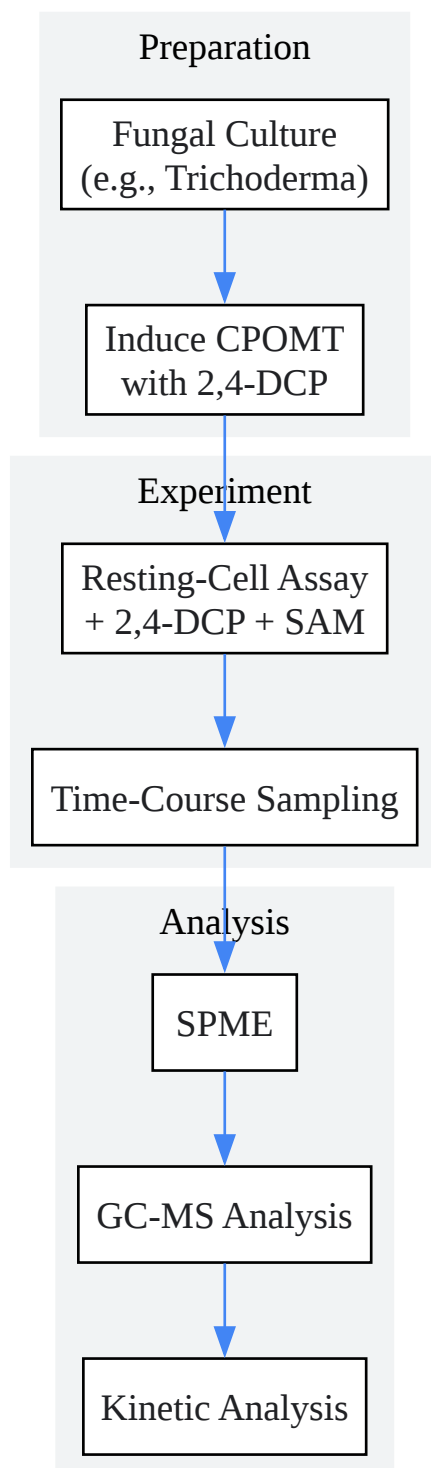 Preparation
Fungal Culture
(e.g., Trichoderma)
Induce CPOMT
with 2,4-DCP
Experiment
Resting-Cell Assay
+ 2,4-DCP + SAM
Time-Course Sampling
Analysis
SPME
GC-MS Analysis
Kinetic Analysis